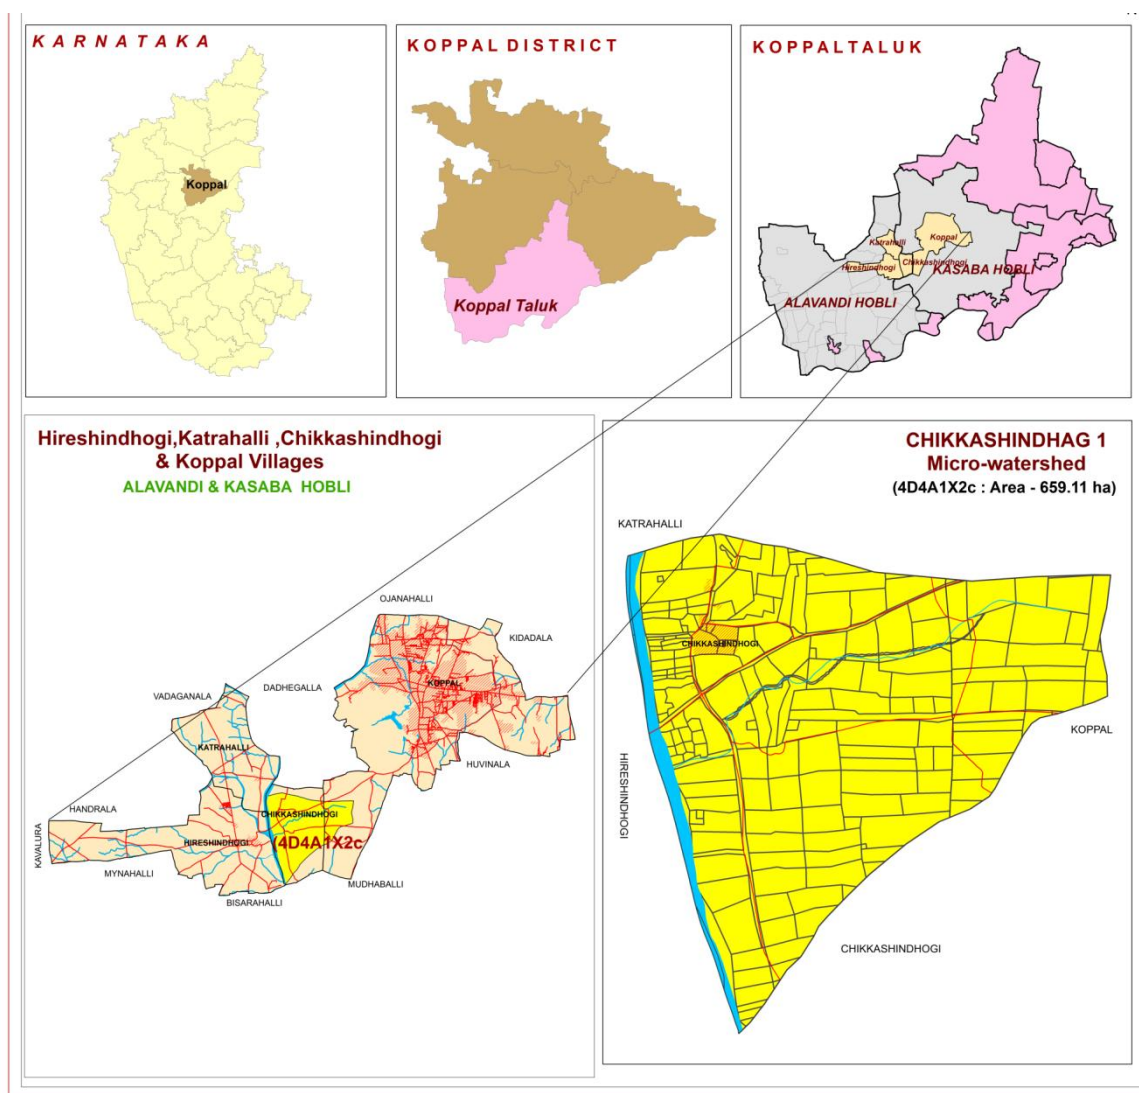 KARNATAKA
Koppal
KOPPAL DISTRICT
Koppal Taluk
KOPPAL TALUK
Katrahalli
Koppal
Hireshindhogi
Chikkashindhogi
KASABA HOBLI
ALAVANDI HOBLI
Hireshindhogi,Katrahalli ,Chikkashindhogi
& Koppal Villages
ALAVANDI & KASABA HOBLI
OJANAHALLI
KIDADALA
VADAGANALA
DADHEGALLA
KOPPAL
KATRAHALLI
HUVINALA
HANDRALA
KAVALURA
CHIKKASHINDHOGI
HIRESHINDHOGI
(4D4A1X2c
MYNAHALLI
MUDHABALLI
BISARAHALLI
CHIKKASHINDHAG 1
Micro-watershed
(4D4A1X2c : Area - 659.11 ha)
KATRAHALLI
CHIKKASHINDHOGI
KOPPAL
HIRESHINDHOGI
CHIKKASHINDHOGI